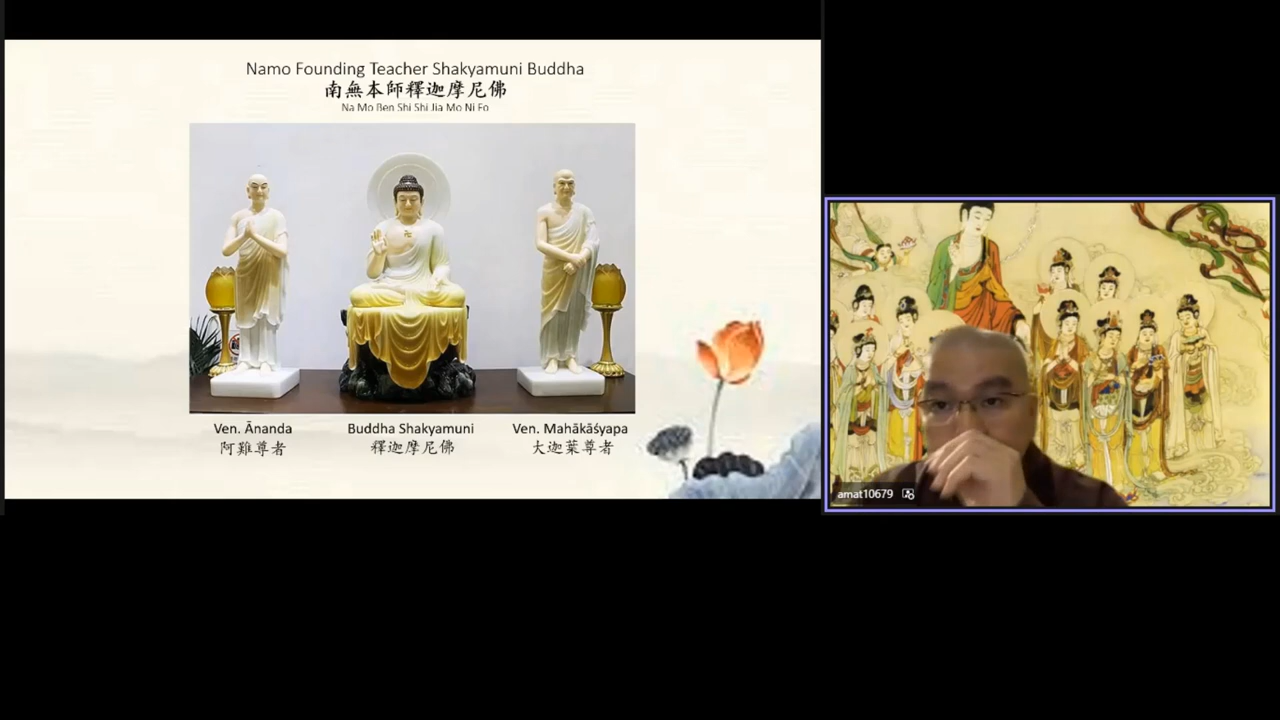 Namo Founding Teacher Shakyamuni Buddha
南無本師釋迦摩尼佛
Na Mo Ben Shi Shi Jia Mo Ni Fo
Ven. Ānanda
阿難尊者
Buddha Shakyamuni
釋迦摩尼佛
Ven. Mahākāśyapa
大迦葉尊者
amat10679